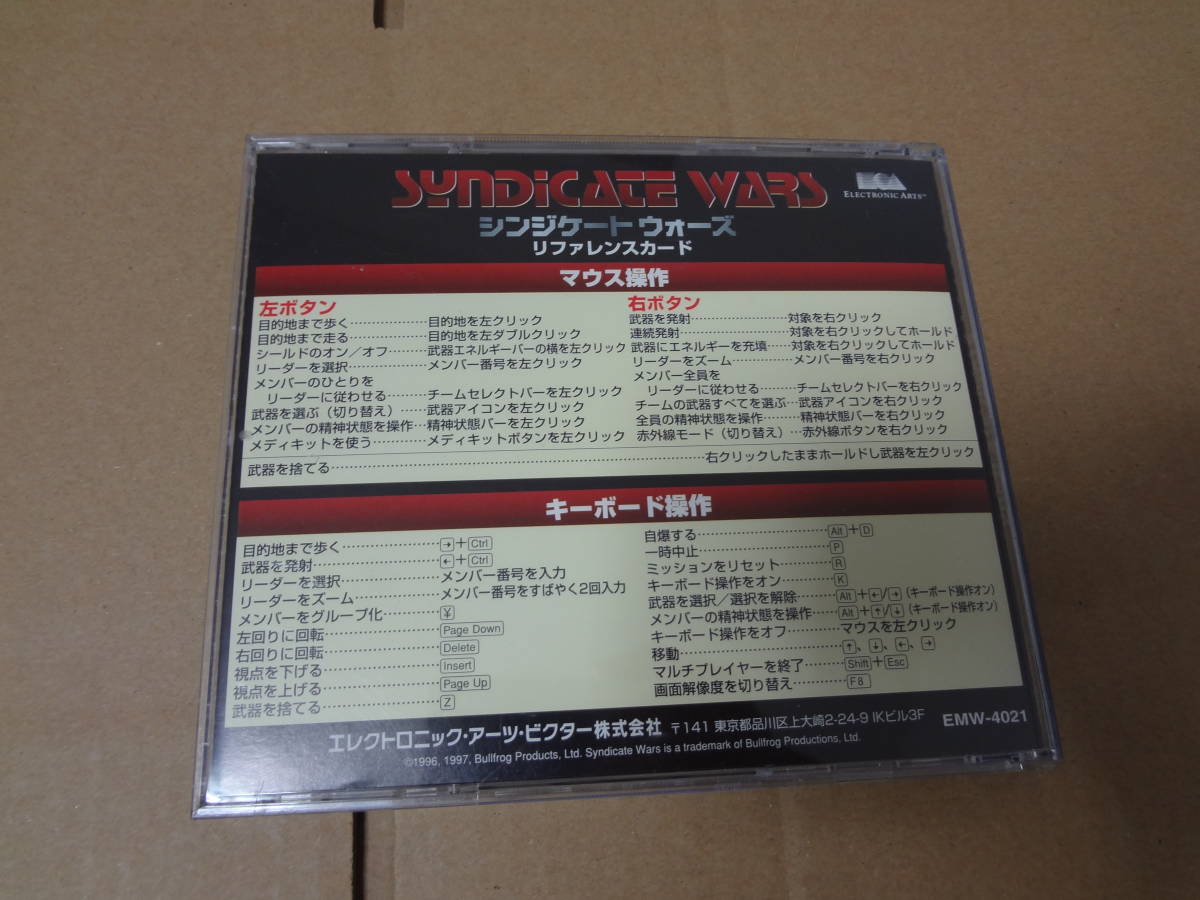 SYNDICATE WARS
ELECTRONIC ARTS™
シンジケート ウォーズ
リファレンスカード
マウス操作
左ボタン
目的地まで歩く………………目的地を左クリック
目的地まで走る………………目的地を左ダブルクリック
シールドのオン／オフ………武器エネルギーバーの横を左クリック
リーダーを選択………………メンバー番号を左クリック
メンバーのひとりを
リーダーに従わせる………チームセレクトバーを左クリック
武器を選ぶ（切り替え）……武器アイコンを左クリック
メンバーの精神状態を操作…精神状態バーを左クリック
メディキットを使う…………メディキットボタンを左クリック
右ボタン
武器を発射……………………対象を右クリック
連続発射………………………対象を右クリックしてホールド
武器にエネルギーを充填……対象を右クリックしてホールド
リーダーをズーム……………メンバー番号を右クリック
メンバー全員を
リーダーに従わせる………チームセレクトバーを右クリック
チームの武器すべてを選ぶ…武器アイコンを右クリック
全員の精神状態を操作………精神状態バーを右クリック
赤外線モード（切り替え）…赤外線ボタンを右クリック
武器を捨てる……………………………………………………右クリックしたままホールドし武器を左クリック
キーボード操作
目的地まで歩く………………→＋Ctrl
武器を発射……………………←＋Ctrl
リーダーを選択………………メンバー番号を入力
リーダーをズーム……………メンバー番号をすばやく2回入力
メンバーをグループ化………¥
左回りに回転…………………Page Down
右回りに回転…………………Delete
視点を下げる…………………Insert
視点を上げる…………………Page Up
武器を捨てる…………………Z
自爆する………………………Alt＋D
一時中止………………………P
ミッションをリセット………R
キーボード操作をオン………K
武器を選択／選択を解除……Alt＋←/→（キーボード操作オン）
メンバーの精神状態を操作…Alt＋↑/↓（キーボード操作オン）
キーボード操作をオフ………マウスを左クリック
移動……………………………↑、↓、←、→
マルチプレイヤーを終了……Shift＋Esc
画面解像度を切り替え………F8
エレクトロニック・アーツ・ビクター株式会社 〒141 東京都品川区上大崎2-24-9 IKビル3F EMW-4021
©1996, 1997, Bullfrog Products, Ltd. Syndicate Wars is a trademark of Bullfrog Productions, Ltd.